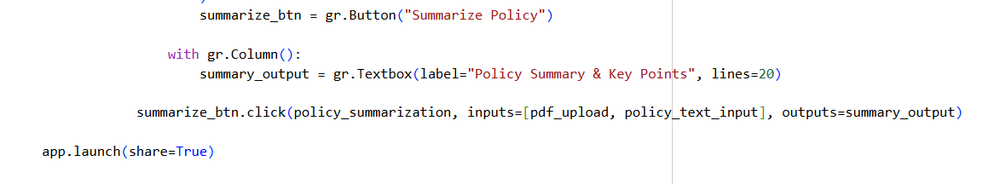 summarize_btn = gr.Button("Summarize Policy")
with gr.Column():
summary_output = gr.Textbox(label="Policy Summary & Key Points", lines=20)
summarize_btn.click(policy_summarization, inputs=[pdf_upload, policy_text_input], outputs=summary_output)
app.launch(share=True)